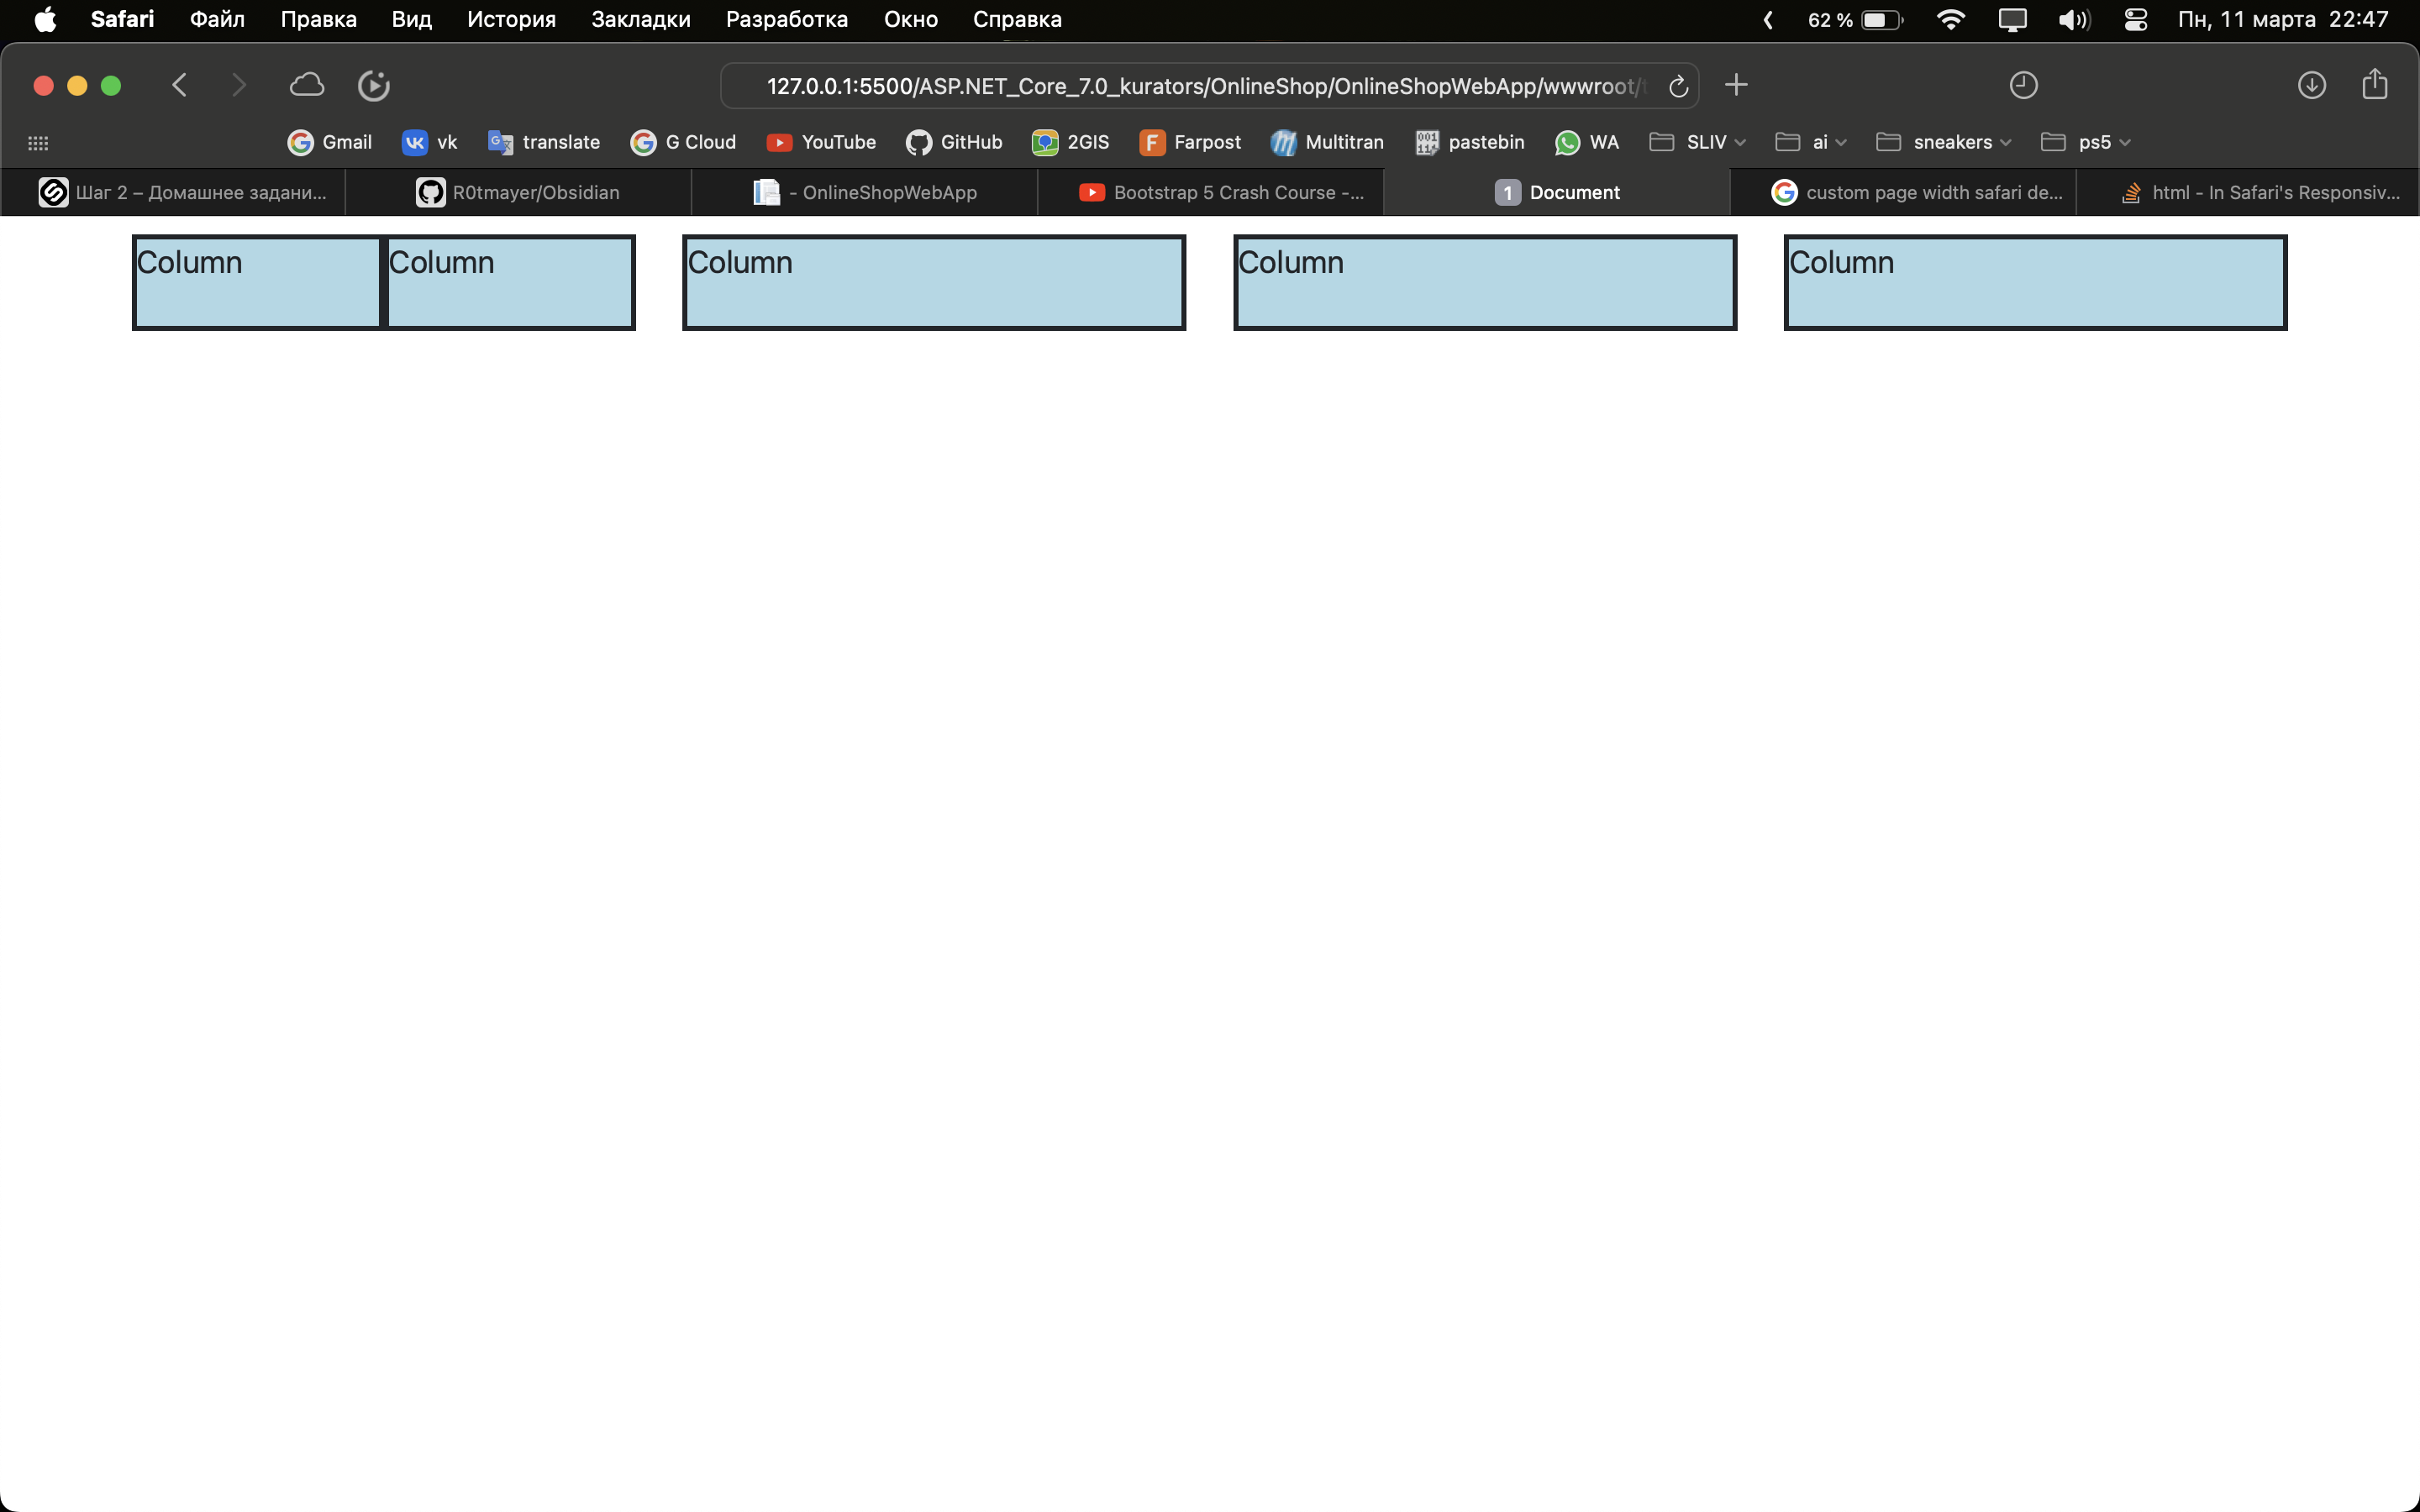 Safari Файл Правка Вид История Закладки Разработка Окно Справка 62 % Пн, 11 марта 22:47
127.0.0.1:5500/ASP.NET_Core_7.0_kurators/OnlineShop/OnlineShopWebApp/wwwroot/t
Gmail vk translate G Cloud YouTube GitHub 2GIS F Farpost Multitran pastebin WA SLIV ai sneakers ps5
Шаг 2 – Домашнее задани... R0tmayer/Obsidian - OnlineShopWebApp Bootstrap 5 Crash Course -... 1 Document custom page width safari de... html - In Safari's Responsiv...
Column Column Column Column Column